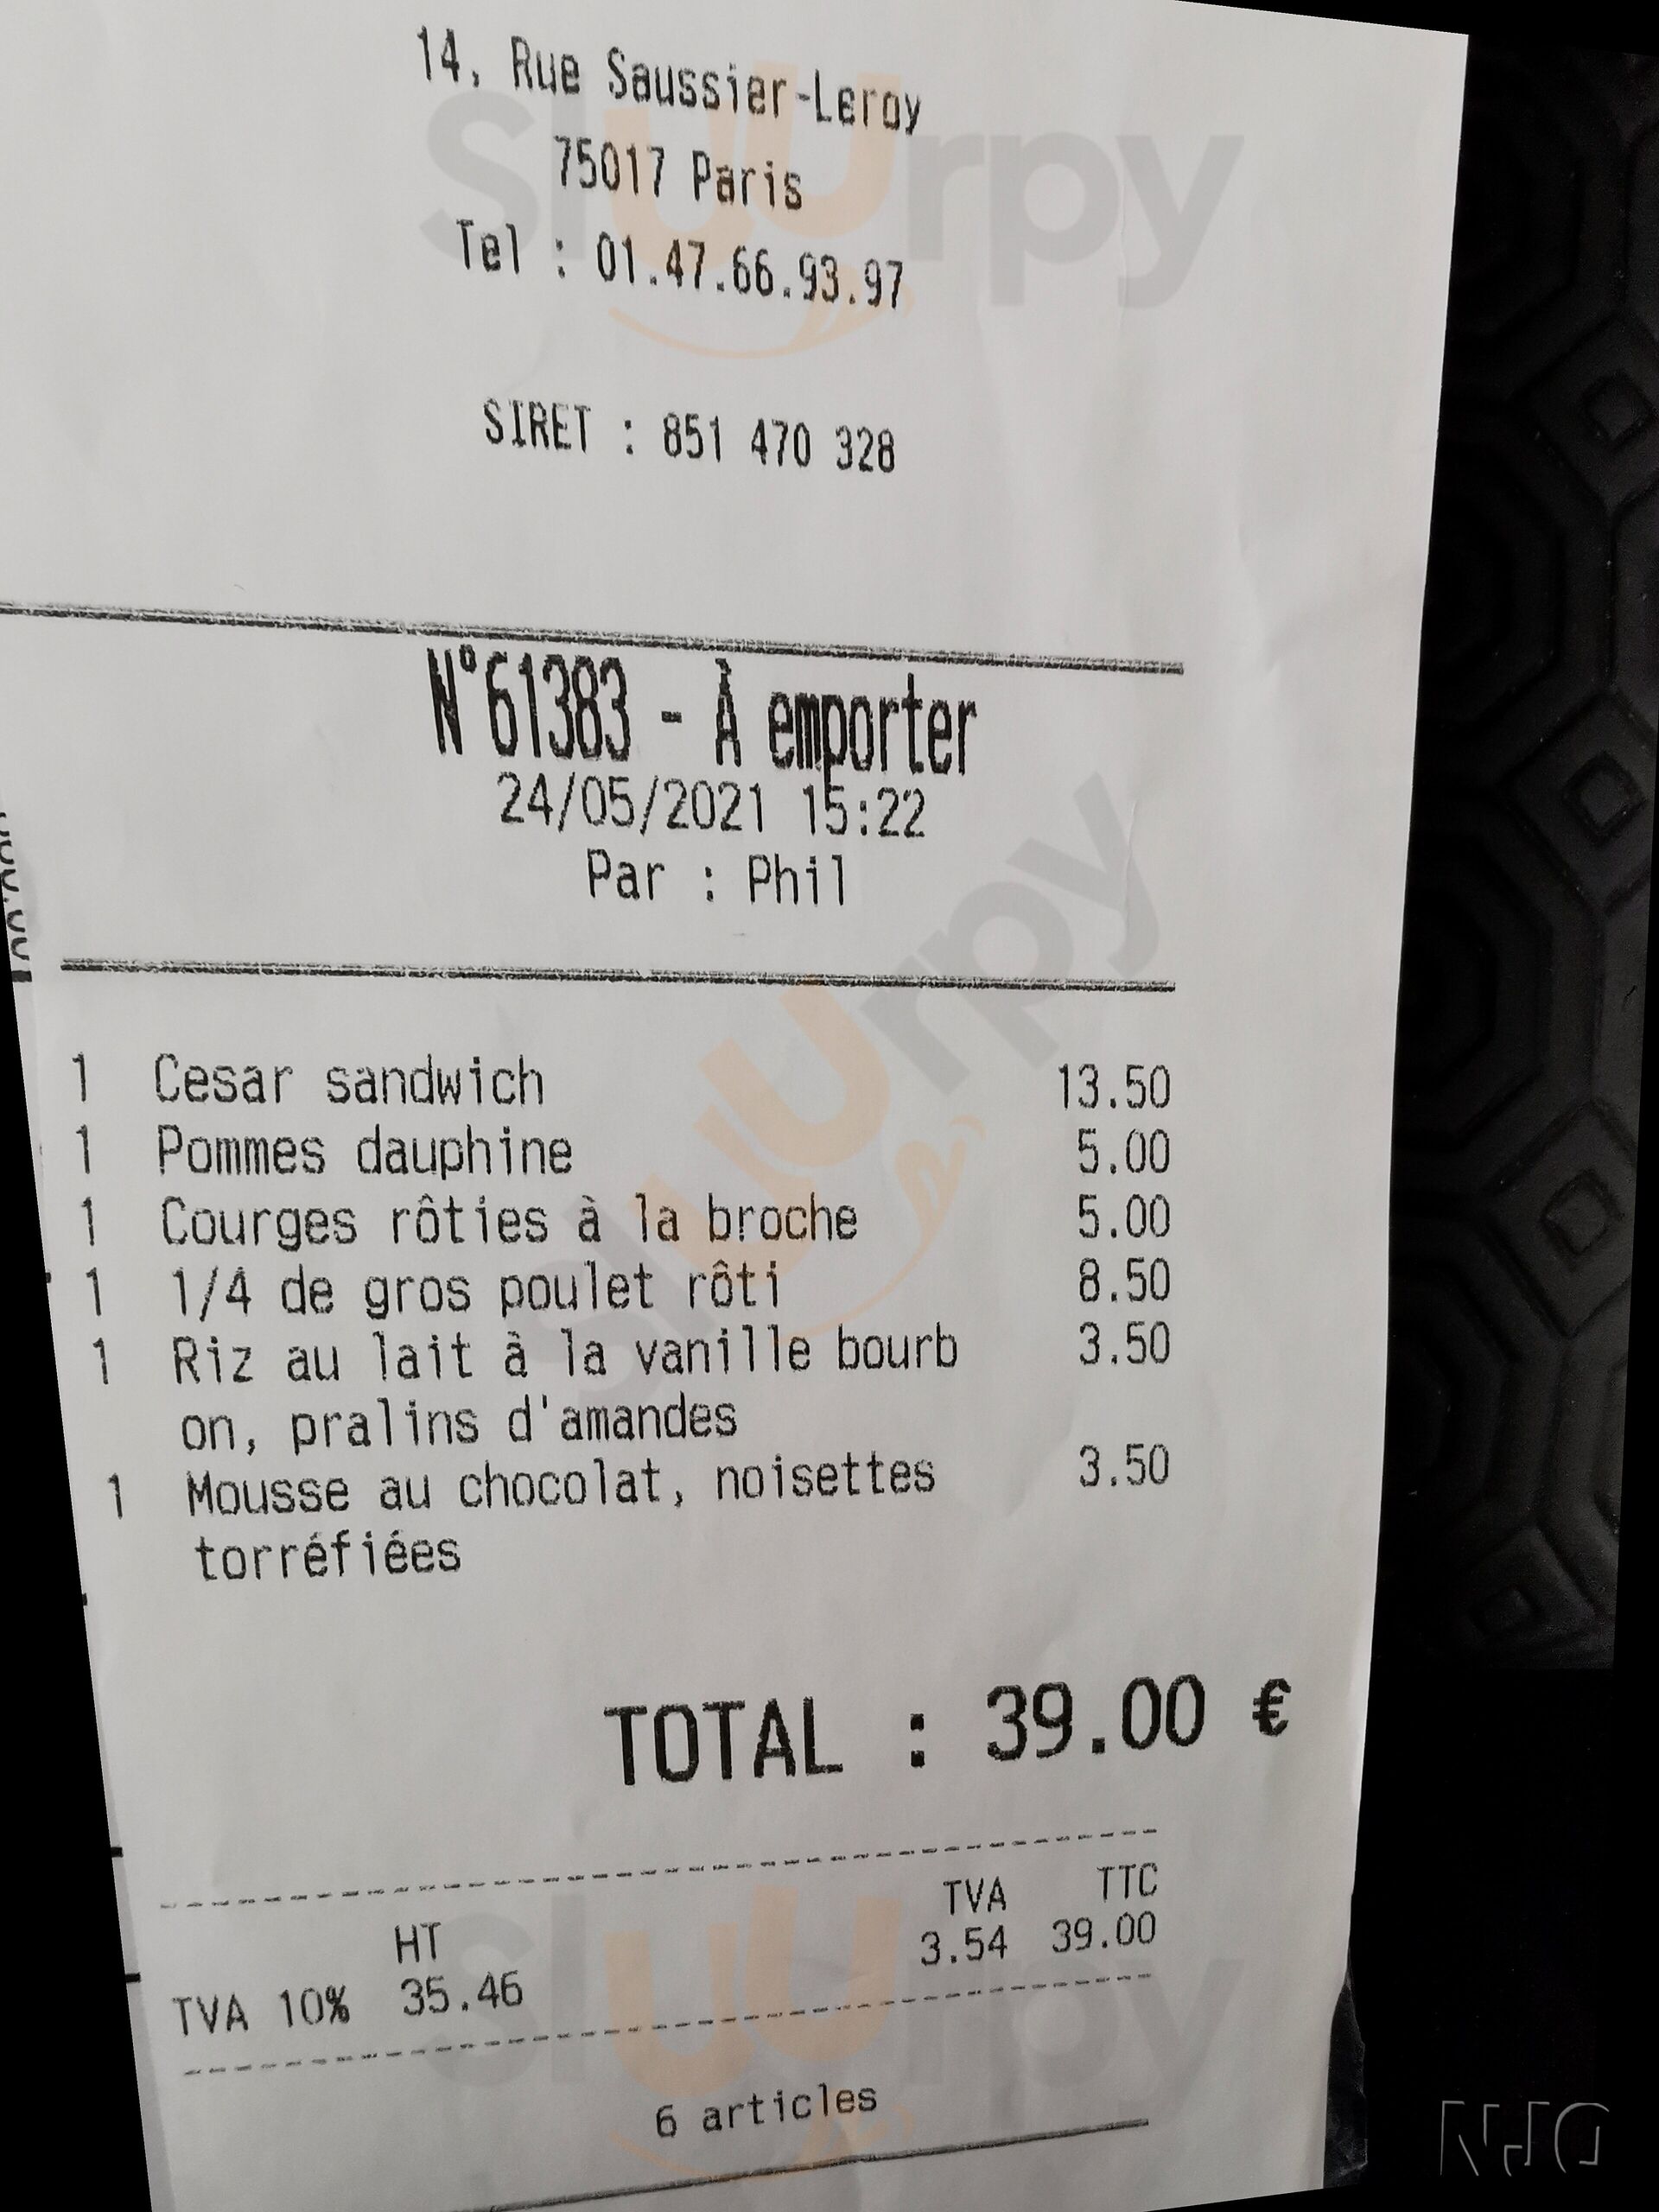 14, Rue Saussier-Leroy
75017 Paris
Tel : 01.47.66.93.97
SIRET : 851 470 328
N°61383 - À emporter
24/05/2021 15:22
Par : Phil
1 Cesar sandwich 13.50
1 Pommes dauphine 5.00
1 Courges rôties à la broche 5.00
1 1/4 de gros poulet rôti 8.50
1 Riz au lait à la vanille bourb 3.50
on, pralins d'amandes
1 Mousse au chocolat, noisettes 3.50
torréfiées
TOTAL : 39.00 €
HT TVA TTC
TVA 10% 35.46 3.54 39.00
6 articles
Sluurpy
Sluurpy
Sluurpy